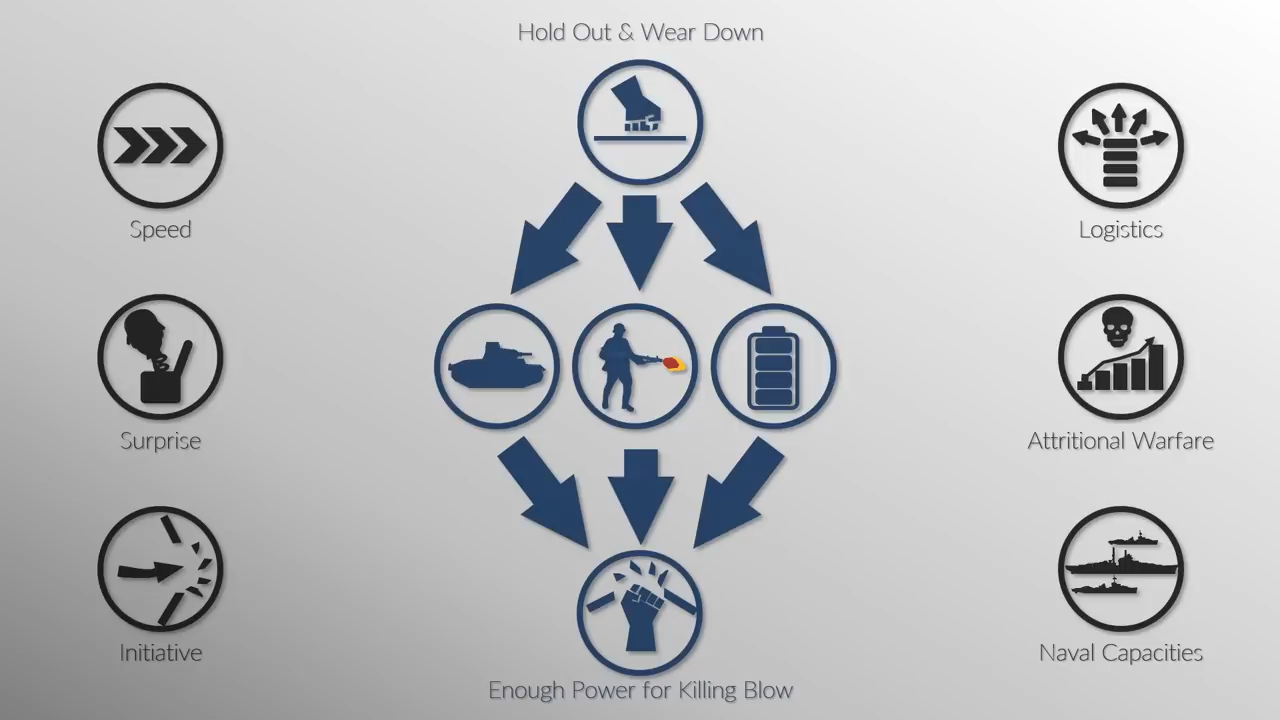 Hold Out & Wear Down
Speed
Logistics
Surprise
Attritional Warfare
Initiative
Naval Capacities
Enough Power for Killing Blow